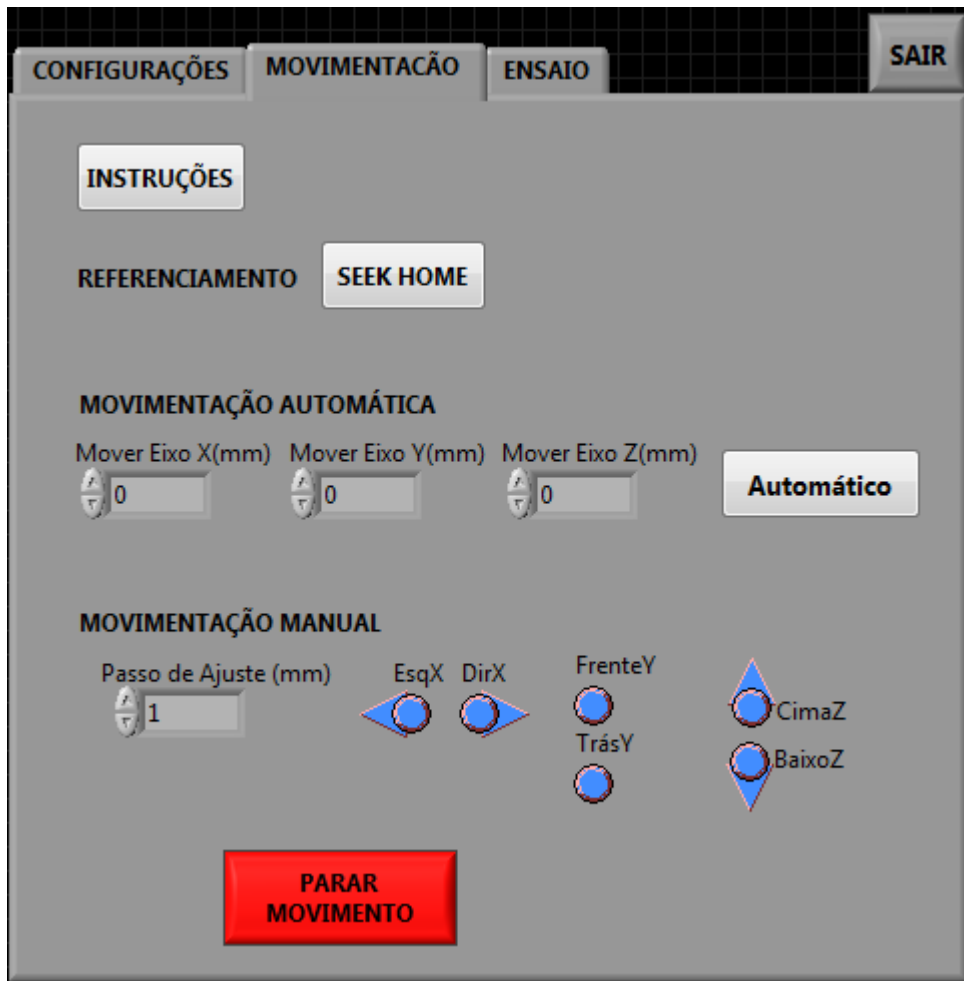 CONFIGURAÇÕES
MOVIMENTACÃO
ENSAIO
SAIR
INSTRUÇÕES
REFERENCIAMENTO
SEEK HOME
MOVIMENTAÇÃO AUTOMÁTICA
Mover Eixo X(mm)
Mover Eixo Y(mm)
Mover Eixo Z(mm)
0
0
0
Automático
MOVIMENTAÇÃO MANUAL
Passo de Ajuste (mm)
1
EsqX
DirX
FrenteY
TrásY
CimaZ
BaixoZ
PARAR
MOVIMENTO